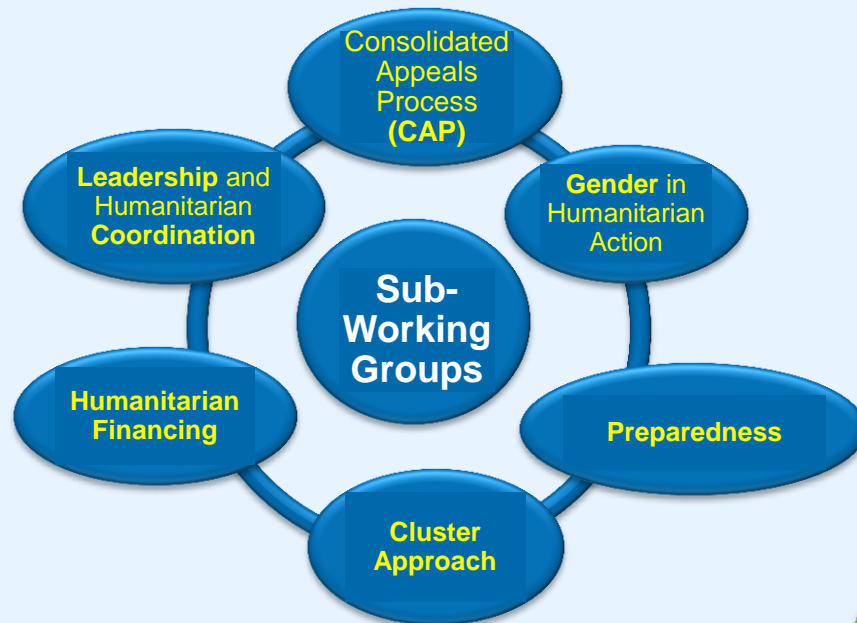 Consolidated
Appeals
Process
(CAP)
Leadership and
Humanitarian
Coordination
Gender in
Humanitarian
Action
Sub-
Working
Groups
Humanitarian
Financing
Preparedness
Cluster
Approach